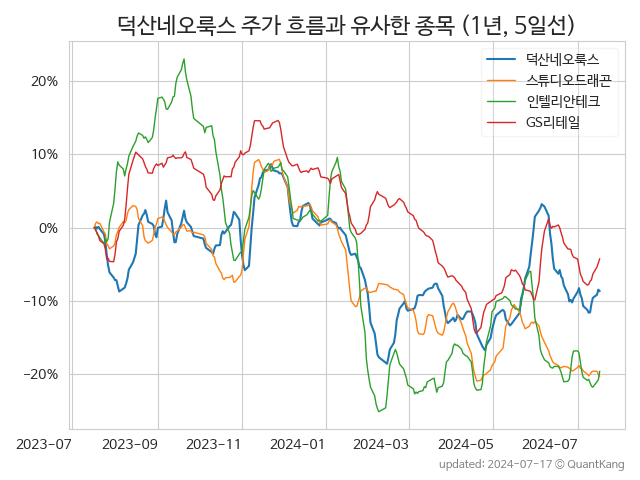 덕산네오룩스 주가 흐름과 유사한 종목 (1년, 5일선)
덕산네오룩스
스튜디오드래곤
인텔리안테크
GS리테일
20%
10%
0%
−10%
−20%
2023-07 2023-09 2023-11 2024-01 2024-03 2024-05 2024-07
updated: 2024-07-17 © QuantKang